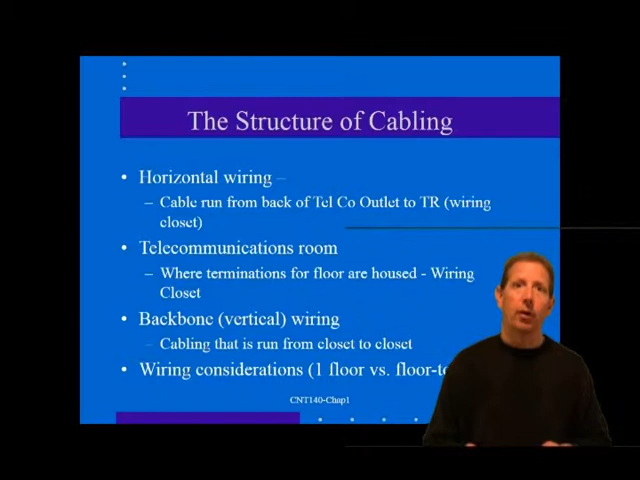 The Structure of Cabling
• Horizontal wiring –
– Cable run from back of Tel Co Outlet to TR (wiring
closet)
• Telecommunications room
– Where terminations for floor are housed - Wiring
Closet
• Backbone (vertical) wiring
– Cabling that is run from closet to closet
• Wiring considerations (1 floor vs. floor-to
CNT140-Chap1